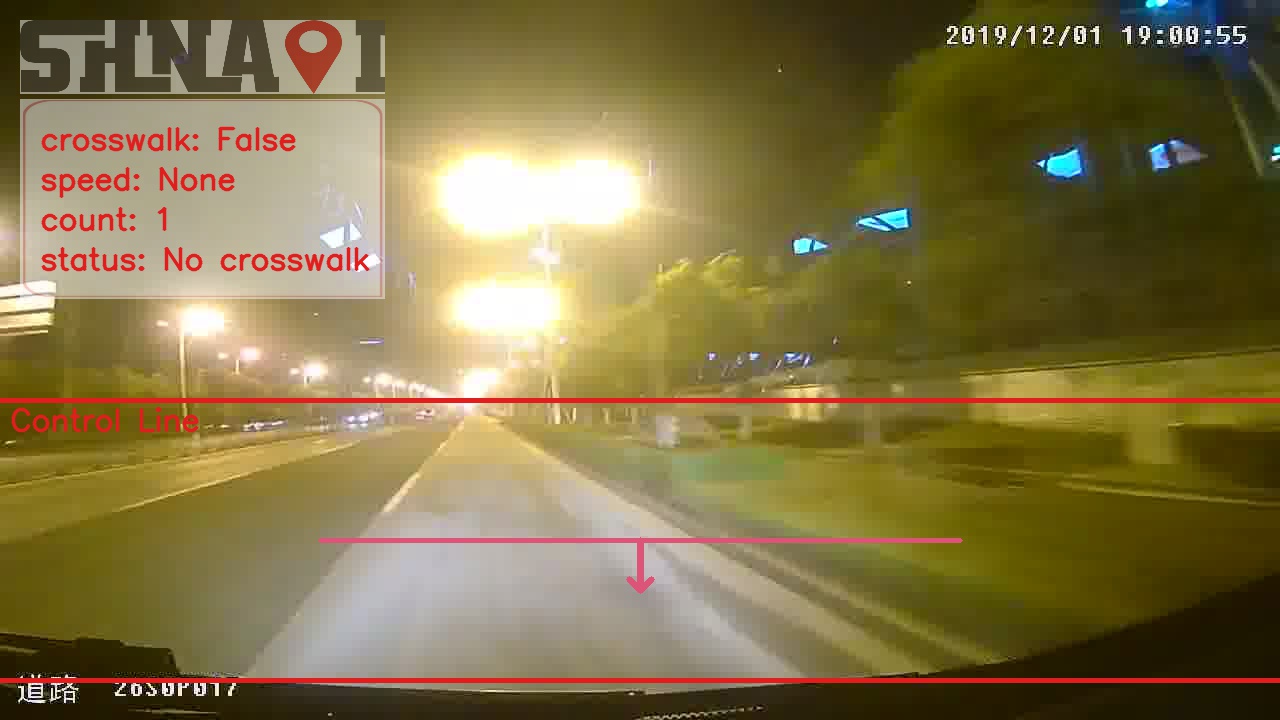 SHNAVI
2019/12/01 19:00:55
crosswalk: False
speed: None
count: 1
status: No crosswalk
Control Line
道路